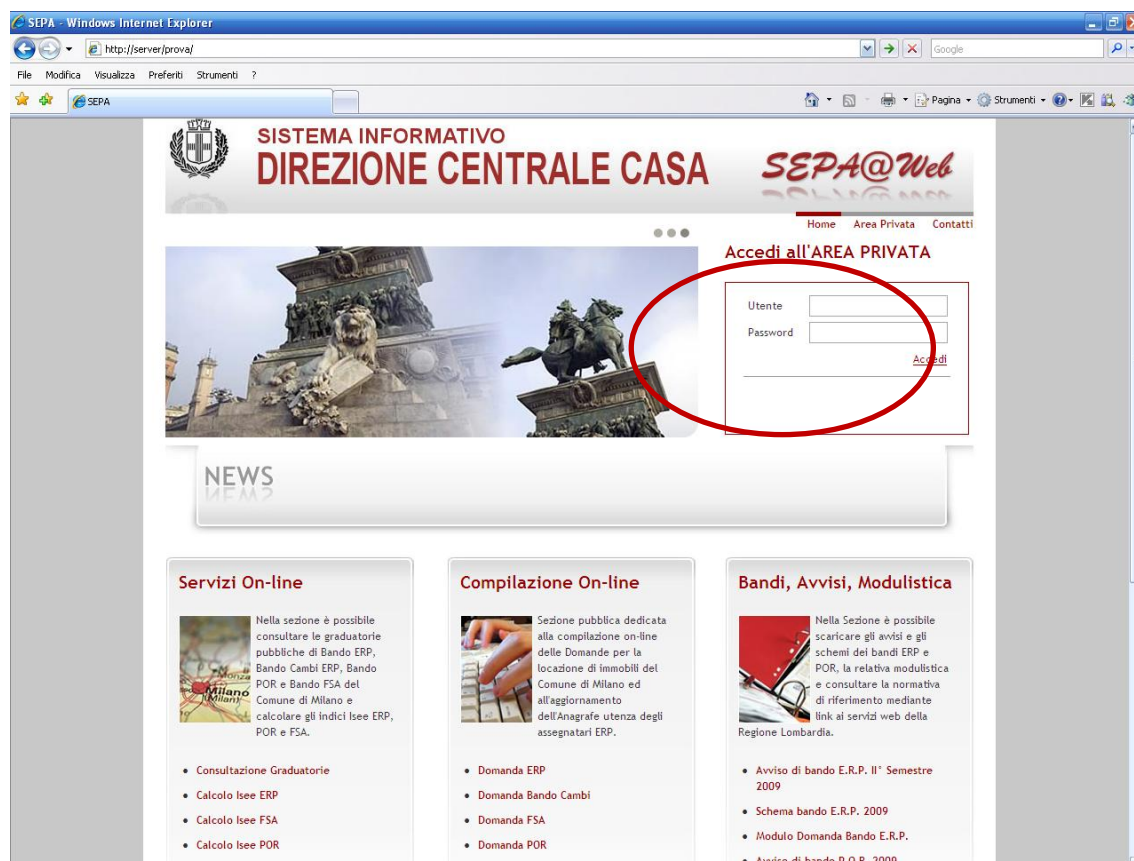 SEPA - Windows Internet Explorer
http://server/prova/
Google
File Modifica Visualizza Preferiti Strumenti ?
SEPA
Pagina Strumenti
SISTEMA INFORMATIVO
DIREZIONE CENTRALE CASA
SEPA@Web
Home Area Privata Contatti
Accedi all'AREA PRIVATA
Utente
Password
Accedi
NEWS
Servizi On-line
Nella sezione è possibile
consultare le graduatorie
pubbliche di Bando ERP,
Bando Cambi ERP, Bando
POR e Bando FSA del
Comune di Milano e
calcolare gli indici Isee ERP,
POR e FSA.
Monza
Milano
(Milan)
• Consultazione Graduatorie
• Calcolo Isee ERP
• Calcolo Isee FSA
• Calcolo Isee POR
Compilazione On-line
Sezione pubblica dedicata
alla compilazione on-line
delle Domande per la
locazione di immobili del
Comune di Milano ed
all'aggiornamento
dell'Anagrafe utenza degli
assegnatari ERP.
• Domanda ERP
• Domanda Bando Cambi
• Domanda FSA
• Domanda POR
Bandi, Avvisi, Modulistica
Nella Sezione è possibile
scaricare gli avvisi e gli
schemi dei bandi ERP e
POR, la relativa modulistica
e consultare la normativa
di riferimento mediante
link ai servizi web della
Regione Lombardia.
• Avviso di bando E.R.P. II° Semestre
2009
• Schema bando E.R.P. 2009
• Modulo Domanda Bando E.R.P.
• Avviso di bando P.O.R. 2009